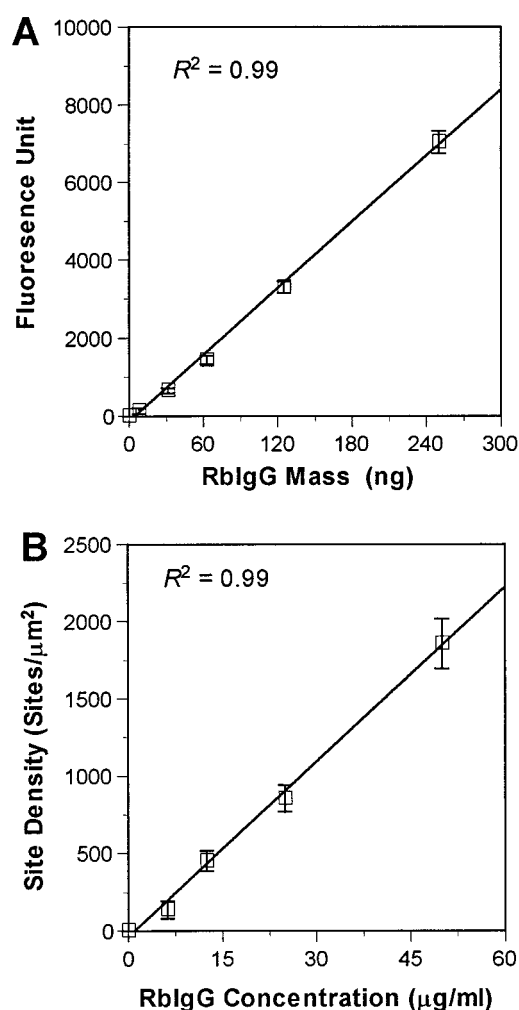 A
R² = 0.99
Fluoresence Unit
10000
8000
6000
4000
2000
0
0 60 120 180 240 300
RbIgG Mass (ng)
B
R² = 0.99
Site Density (Sites/μm²)
2500
2000
1500
1000
500
0
0 15 30 45 60
RbIgG Concentration (μg/ml)